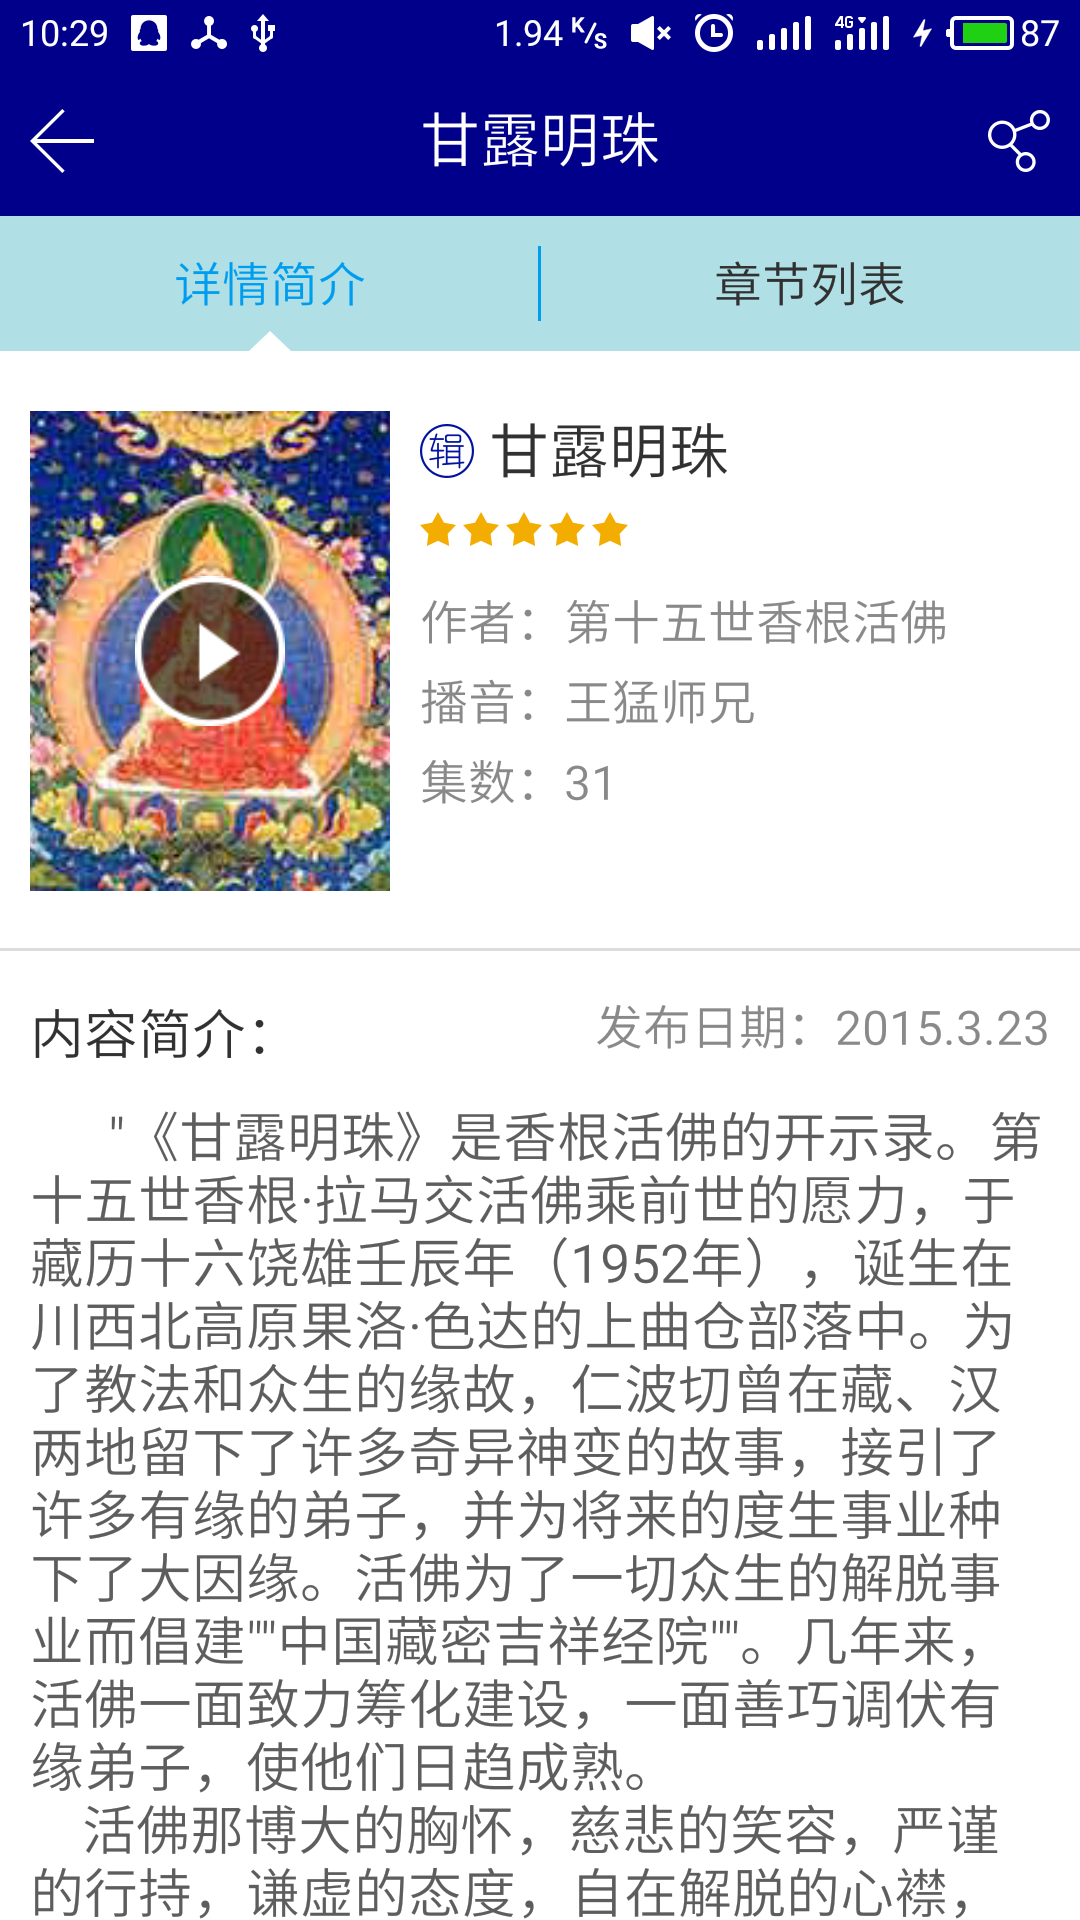 10:29 1.94 K/s 4G 87
甘露明珠
详情简介 章节列表
辑 甘露明珠
作者：第十五世香根活佛
播音：王猛师兄
集数：31
内容简介： 发布日期：2015.3.23
"《甘露明珠》是香根活佛的开示录。第
十五世香根·拉马交活佛乘前世的愿力，于
藏历十六饶雄壬辰年（1952年），诞生在
川西北高原果洛·色达的上曲仓部落中。为
了教法和众生的缘故，仁波切曾在藏、汉
两地留下了许多奇异神变的故事，接引了
许多有缘的弟子，并为将来的度生事业种
下了大因缘。活佛为了一切众生的解脱事
业而倡建""中国藏密吉祥经院""。几年来，
活佛一面致力筹化建设，一面善巧调伏有
缘弟子，使他们日趋成熟。
活佛那博大的胸怀，慈悲的笑容，严谨
的行持，谦虚的态度，自在解脱的心襟，